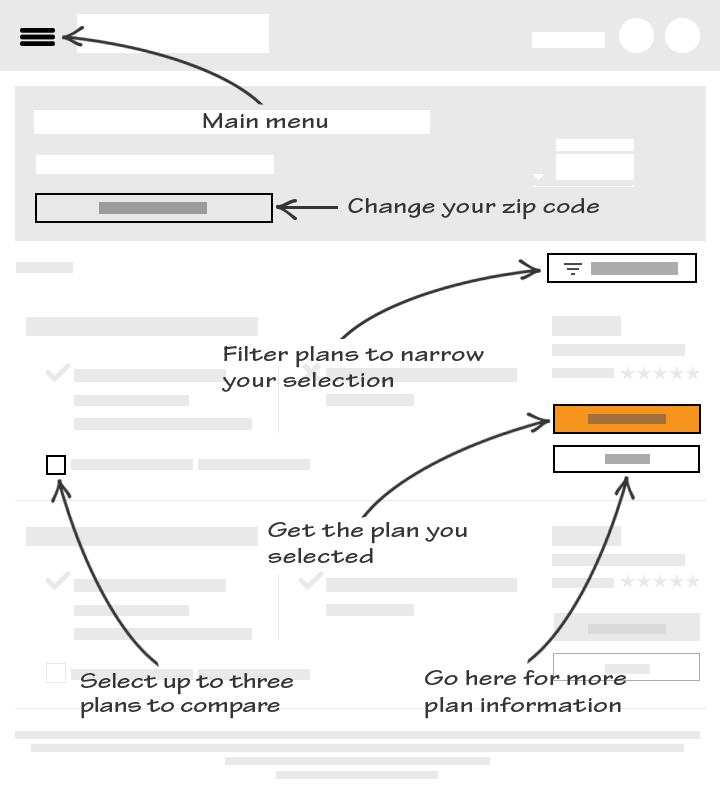 Main menu
Change your zip code
Filter plans to narrow
your selection
Get the plan you
selected
Select up to three
plans to compare
Go here for more
plan information